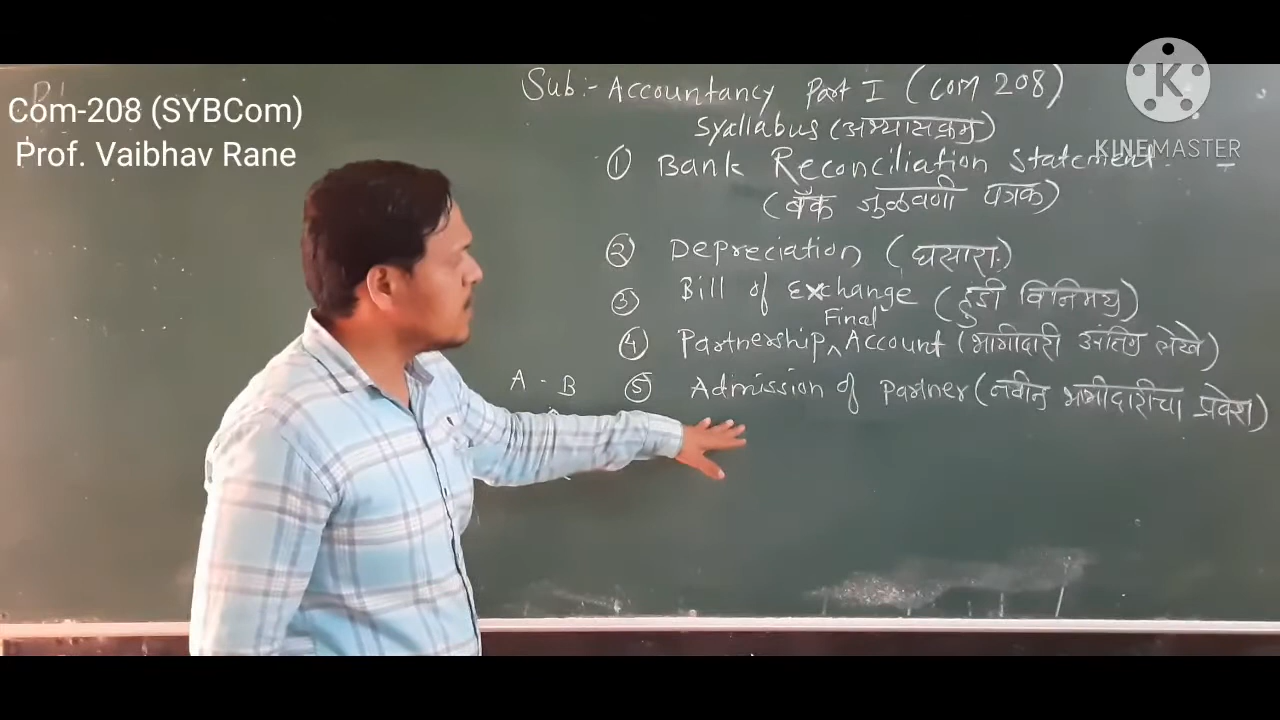 Com-208 (SYBCom)
Prof. Vaibhav Rane
Sub:- Accountancy Part I (Com 208)
Syallabus (अभ्यासक्रम)
K
KINEMASTER
① Bank Reconciliation Statement
(बँक जुळवणी पत्रक)
② Depreciation (घसारा)
③ Bill of Exchange (हुंडी विनिमय)
Final
④ Partnership ^ Account (भागीदारी अंतिम लेखे)
A - B
⑤ Admission of Partner (नवीन भागीदारीचा प्रवेश)